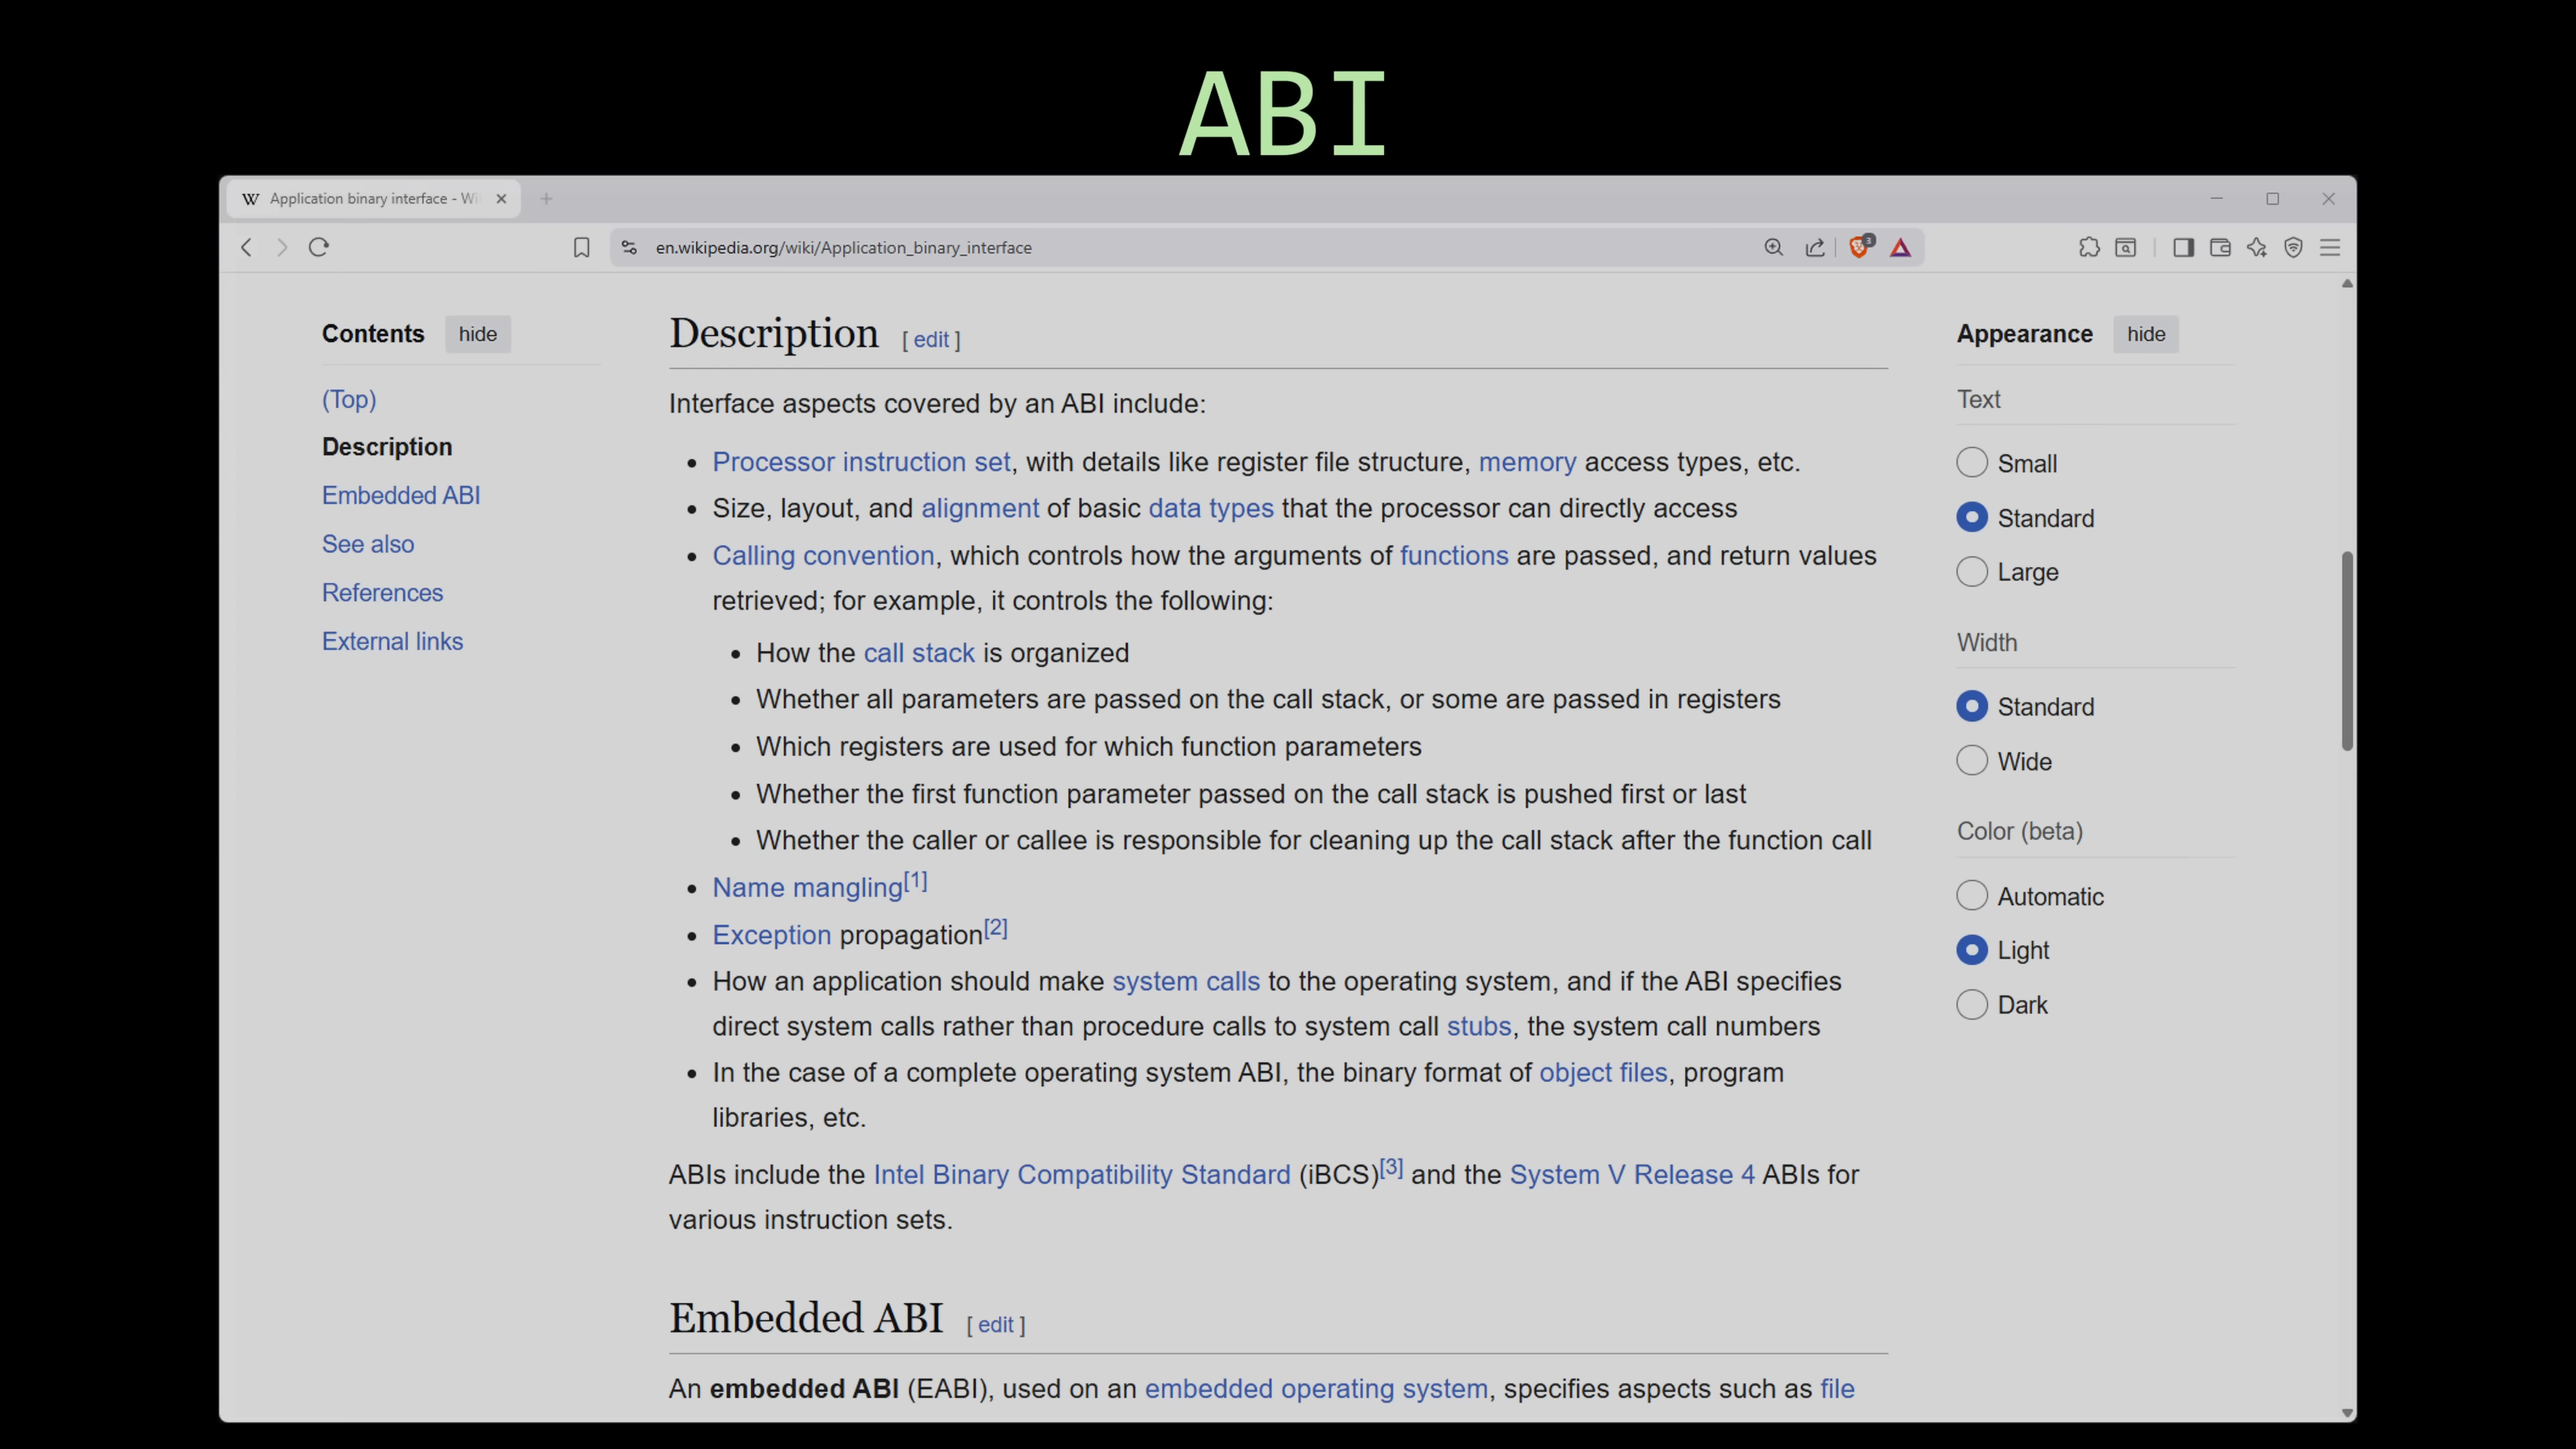 ABI
Application binary interface - Wi
en.wikipedia.org/wiki/Application_binary_interface
3
Contents hide
(Top)
Description
Embedded ABI
See also
References
External links
Description [ edit ]
Interface aspects covered by an ABI include:
• Processor instruction set, with details like register file structure, memory access types, etc.
• Size, layout, and alignment of basic data types that the processor can directly access
• Calling convention, which controls how the arguments of functions are passed, and return values
retrieved; for example, it controls the following:
• How the call stack is organized
• Whether all parameters are passed on the call stack, or some are passed in registers
• Which registers are used for which function parameters
• Whether the first function parameter passed on the call stack is pushed first or last
• Whether the caller or callee is responsible for cleaning up the call stack after the function call
• Name mangling[1]
• Exception propagation[2]
• How an application should make system calls to the operating system, and if the ABI specifies
direct system calls rather than procedure calls to system call stubs, the system call numbers
• In the case of a complete operating system ABI, the binary format of object files, program
libraries, etc.
ABIs include the Intel Binary Compatibility Standard (iBCS)[3] and the System V Release 4 ABIs for
various instruction sets.
Embedded ABI [ edit ]
An embedded ABI (EABI), used on an embedded operating system, specifies aspects such as file
Appearance hide
Text
Small
Standard
Large
Width
Standard
Wide
Color (beta)
Automatic
Light
Dark